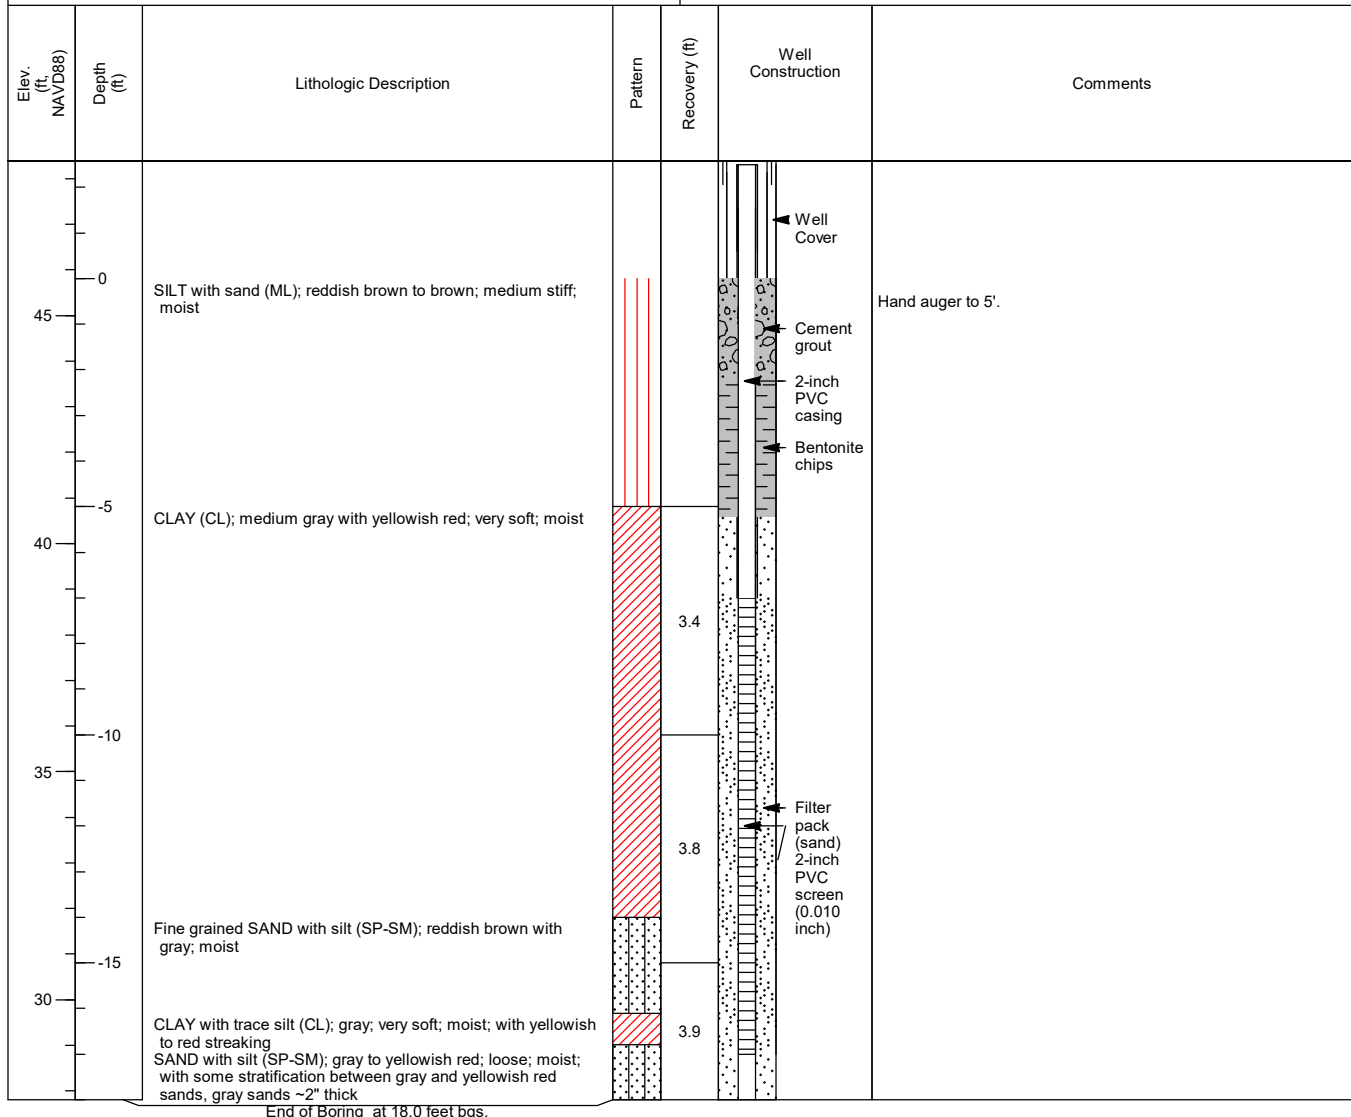 Elev.
(ft,
NAVD88)
Depth
(ft)
Lithologic Description
Pattern
Recovery (ft)
Well
Construction
Comments
Well
Cover
0
SILT with sand (ML); reddish brown to brown; medium stiff;
moist
Hand auger to 5'.
45
Cement
grout
2-inch
PVC
casing
Bentonite
chips
-5
CLAY (CL); medium gray with yellowish red; very soft; moist
40
3.4
-10
35
Filter
pack
(sand)
2-inch
PVC
screen
(0.010
inch)
3.8
Fine grained SAND with silt (SP-SM); reddish brown with
gray; moist
-15
30
CLAY with trace silt (CL); gray; very soft; moist; with yellowish
to red streaking
3.9
SAND with silt (SP-SM); gray to yellowish red; loose; moist;
with some stratification between gray and yellowish red
sands, gray sands ~2" thick
End of Boring at 18.0 feet bgs.